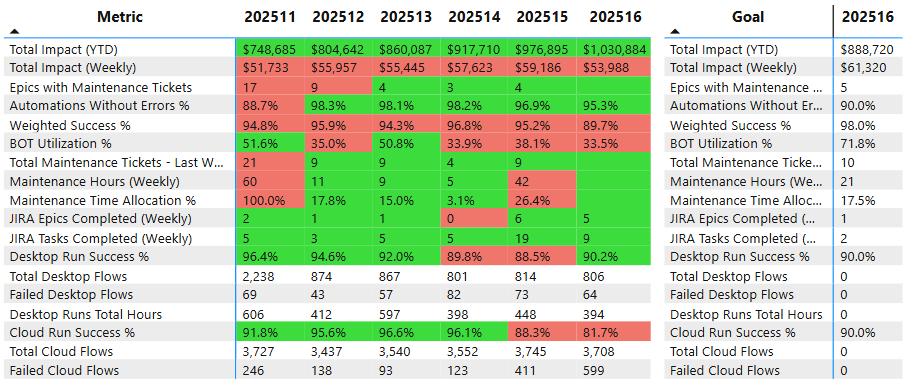 Metric 202511 202512 202513 202514 202515 202516 Goal 202516
Total Impact (YTD) $748,685 $804,642 $860,087 $917,710 $976,895 $1,030,884 Total Impact (YTD) $888,720
Total Impact (Weekly) $51,733 $55,957 $55,445 $57,623 $59,186 $53,988 Total Impact (Weekly) $61,320
Epics with Maintenance Tickets 17 9 4 3 4 Epics with Maintenance ... 5
Automations Without Errors % 88.7% 98.3% 98.1% 98.2% 96.9% 95.3% Automations Without Er... 90.0%
Weighted Success % 94.8% 95.9% 94.3% 96.8% 95.2% 89.7% Weighted Success % 98.0%
BOT Utilization % 51.6% 35.0% 50.8% 33.9% 38.1% 33.5% BOT Utilization % 71.8%
Total Maintenance Tickets - Last W... 21 9 9 4 9 Total Maintenance Ticke... 10
Maintenance Hours (Weekly) 60 11 9 5 42 Maintenance Hours (We... 21
Maintenance Time Allocation % 100.0% 17.8% 15.0% 3.1% 26.4% Maintenance Time Alloc... 17.5%
JIRA Epics Completed (Weekly) 2 1 1 0 6 5 JIRA Epics Completed (... 1
JIRA Tasks Completed (Weekly) 5 3 5 5 19 9 JIRA Tasks Completed (... 2
Desktop Run Success % 96.4% 94.6% 92.0% 89.8% 88.5% 90.2% Desktop Run Success % 90.0%
Total Desktop Flows 2,238 874 867 801 814 806 Total Desktop Flows 0
Failed Desktop Flows 69 43 57 82 73 64 Failed Desktop Flows 0
Desktop Runs Total Hours 606 412 597 398 448 394 Desktop Runs Total Hours 0
Cloud Run Success % 91.8% 95.6% 96.6% 96.1% 88.3% 81.7% Cloud Run Success % 90.0%
Total Cloud Flows 3,727 3,437 3,540 3,552 3,745 3,708 Total Cloud Flows 0
Failed Cloud Flows 246 138 93 123 411 599 Failed Cloud Flows 0